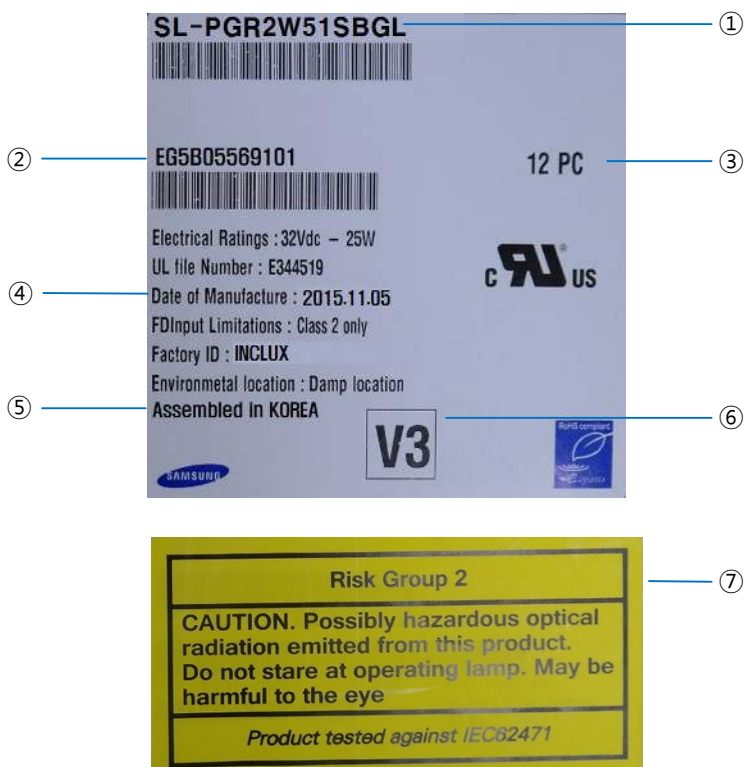 SL-PGR2W51SBGL ①
② EG5B05569101 12 PC ③
Electrical Ratings : 32Vdc – 25W
UL file Number : E344519
④ Date of Manufacture : 2015.11.05
FDInput Limitations : Class 2 only
Factory ID : INCLUX
Environmetal location : Damp location
⑤ Assembled in KOREA
c RU ® US
V3 ⑥
SAMSUNG
RoHS compliant
Risk Group 2 ⑦
CAUTION. Possibly hazardous optical
radiation emitted from this product.
Do not stare at operating lamp. May be
harmful to the eye
Product tested against IEC62471